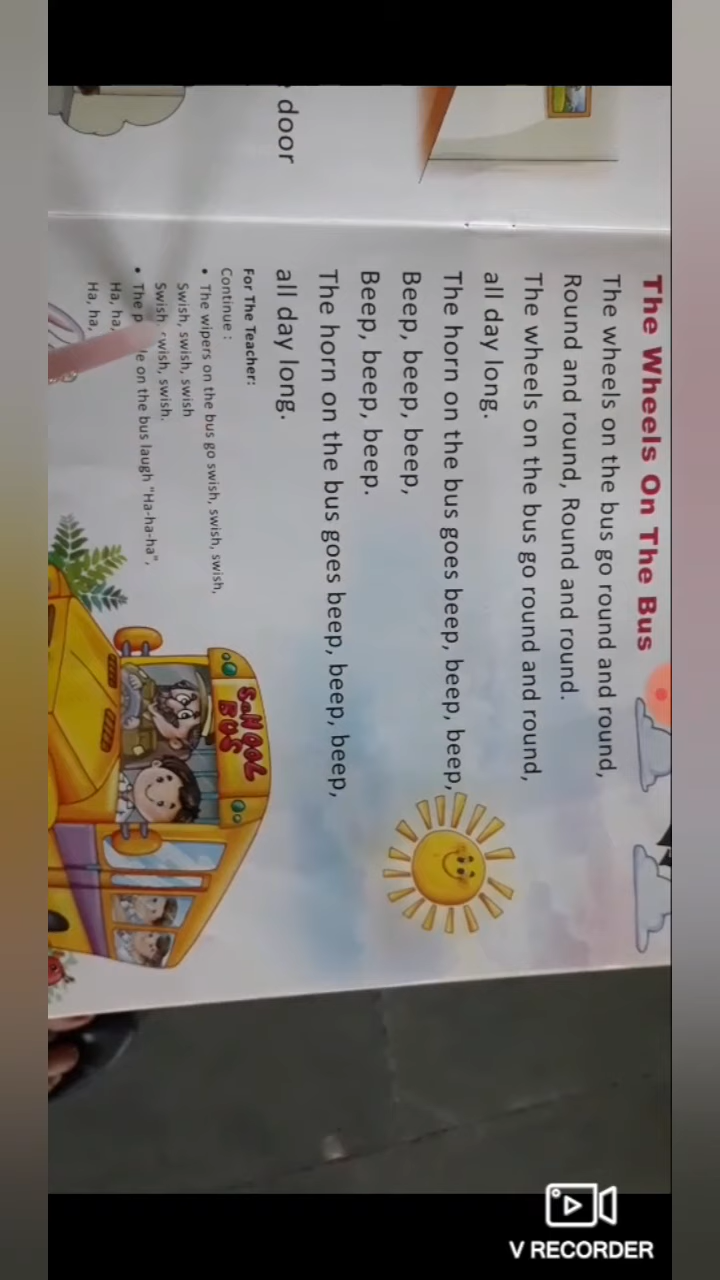 door
The Wheels On The Bus
The wheels on the bus go round and round,
Round and round, Round and round.
The wheels on the bus go round and round,
all day long.
The horn on the bus goes beep, beep, beep,
Beep, beep, beep,
Beep, beep, beep.
The horn on the bus goes beep, beep, beep,
all day long.
For The Teacher:
Continue :
• The wipers on the bus go swish, swish, swish,
Swish, swish, swish
Swish, swish, swish.
• The on the bus laugh "Ha-ha-ha",
Ha, ha,
Ha, ha,
SCHOOL
BUS
V RECORDER